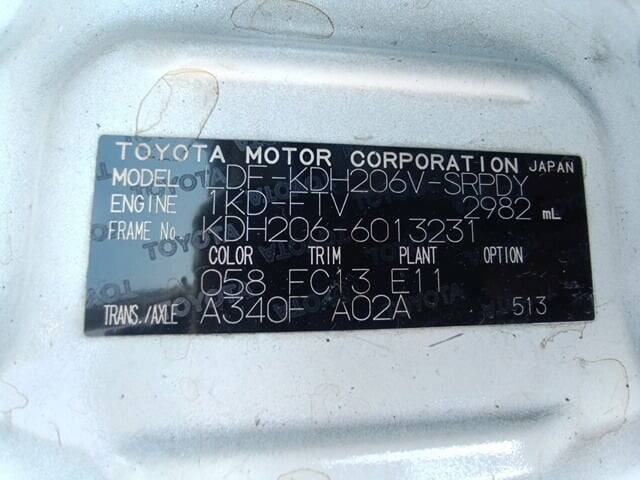 TOYOTA MOTOR CORPORATION JAPAN
MODEL LDF-KDH206V-SRPDY
ENGINE 1KD-FTV 2982 mL
FRAME No. KDH206-6013231
COLOR TRIM PLANT OPTION
058 FC13 E11
TRANS./AXLE A340F A02A 513